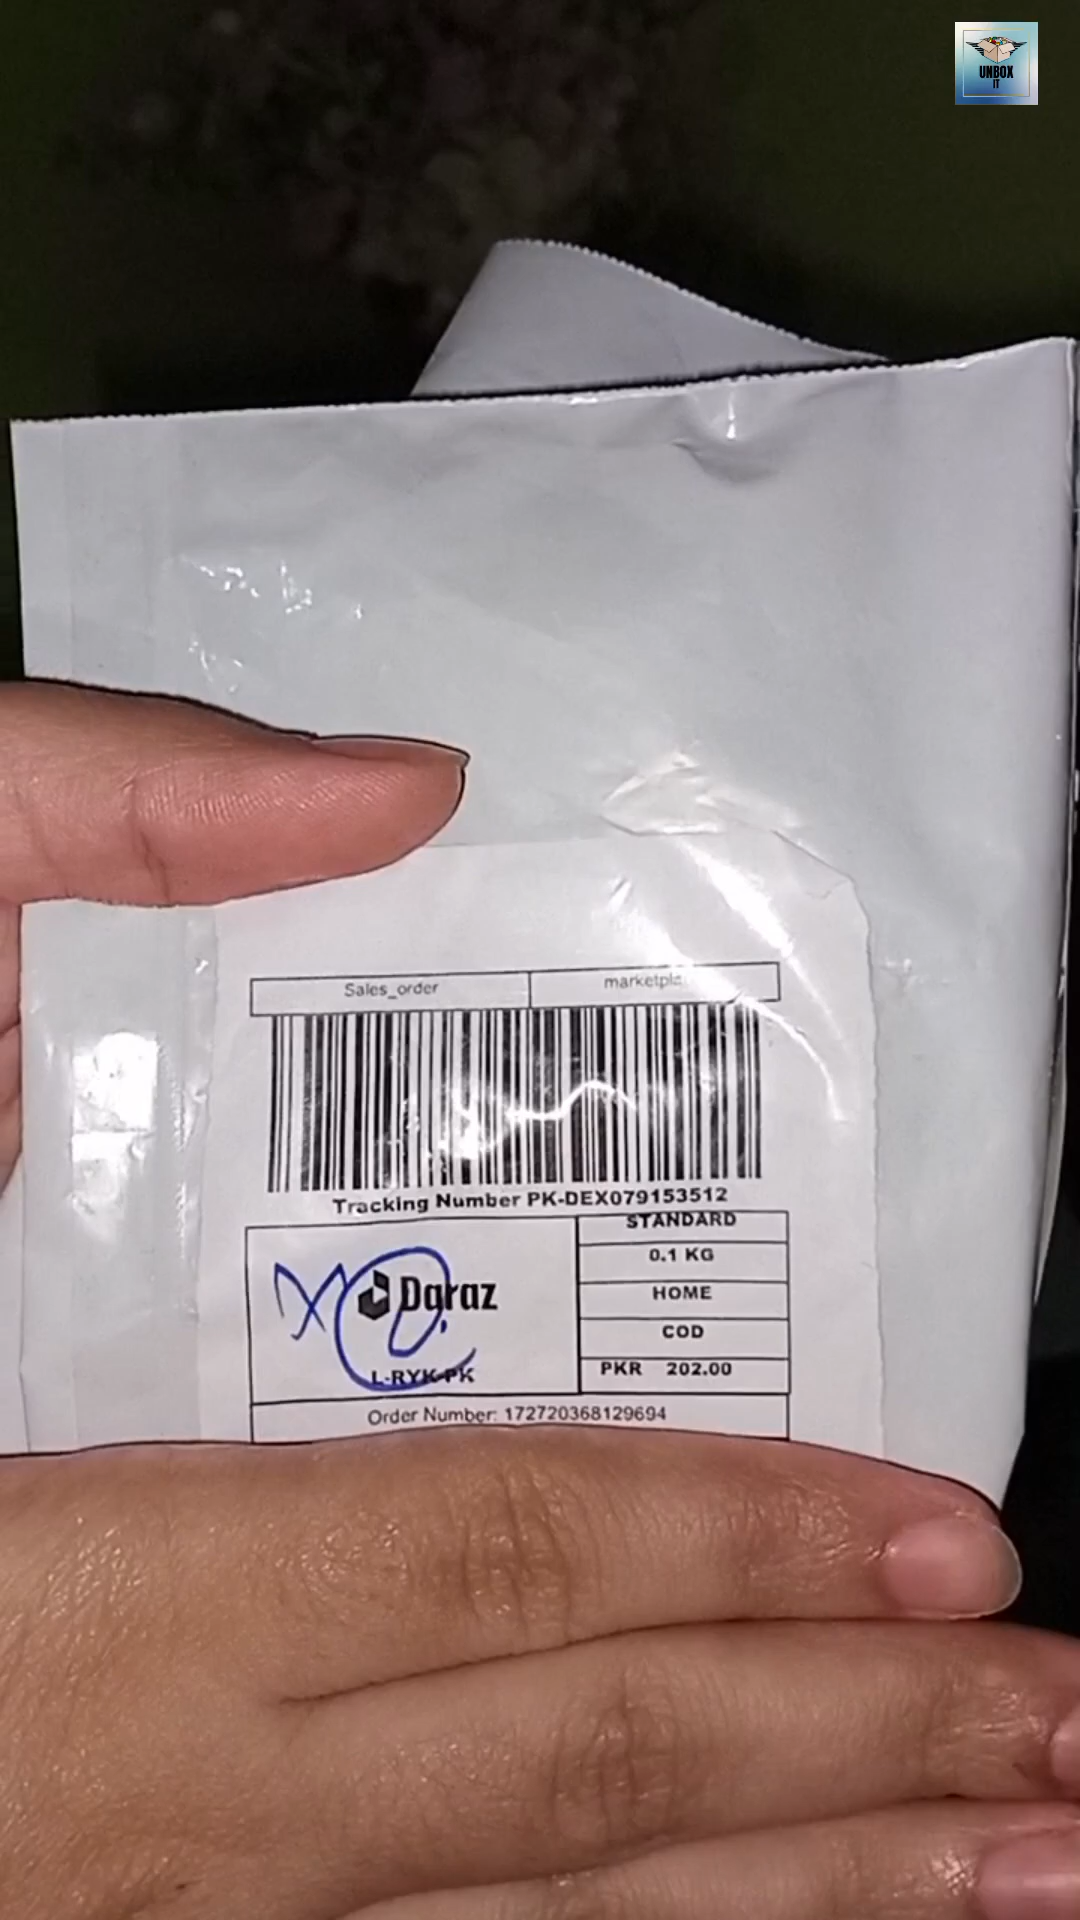 UNBOX
IT
Sales_order
Tracking Number PK-DEX079153512
STANDARD
0.1 KG
Daraz
HOME
COD
L-RYK-PK
PKR 202.00
Order Number: 172720368129694